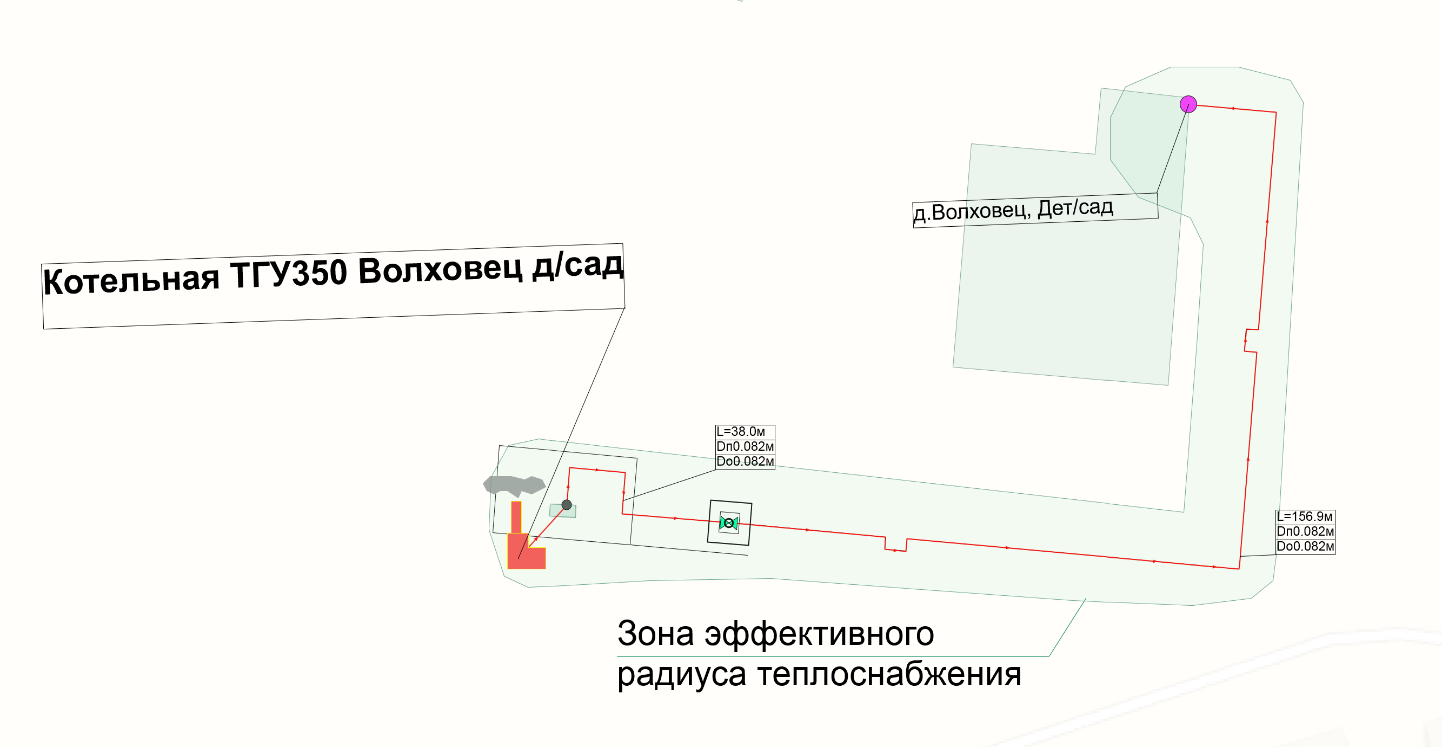 д.Волховец, Дет/сад
Котельная ТГУ350 Волховец д/сад
L=38.0м
Dп0.082м
Dо0.082м
L=156.9м
Dп0.082м
Dо0.082м
Зона эффективного
радиуса теплоснабжения